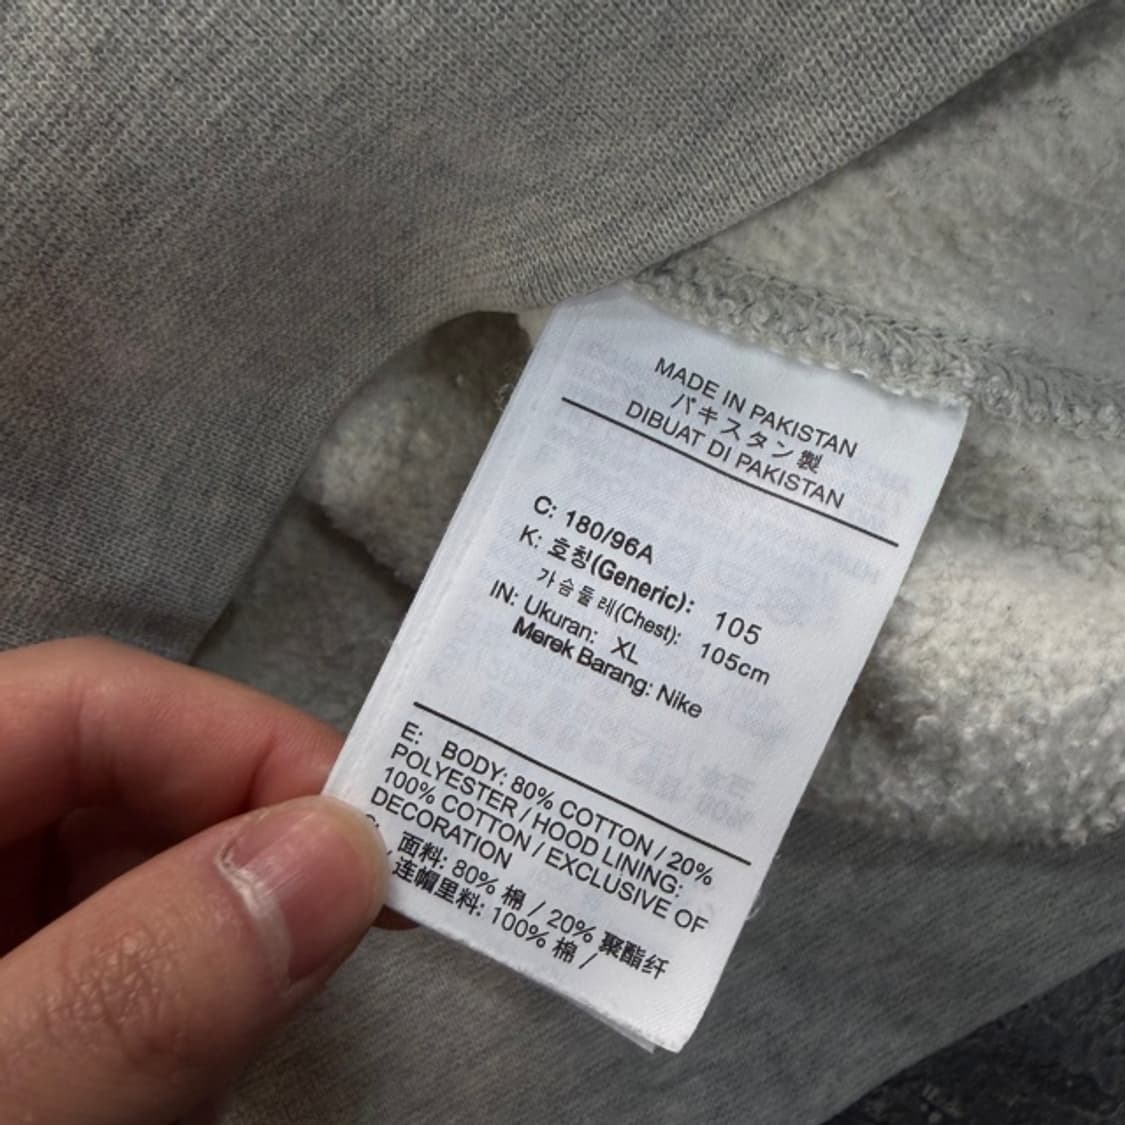 MADE IN PAKISTAN
パキスタン製
DIBUAT DI PAKISTAN
C: 180/96A
K: 호칭(Generic): 105
가슴둘레(Chest): 105cm
IN: Ukuran: XL
Merek Barang: Nike
E: BODY: 80% COTTON / 20%
POLYESTER / HOOD LINING:
100% COTTON / EXCLUSIVE OF
DECORATION
面料: 80% 棉 / 20% 聚酯纤
连帽里料: 100% 棉 /